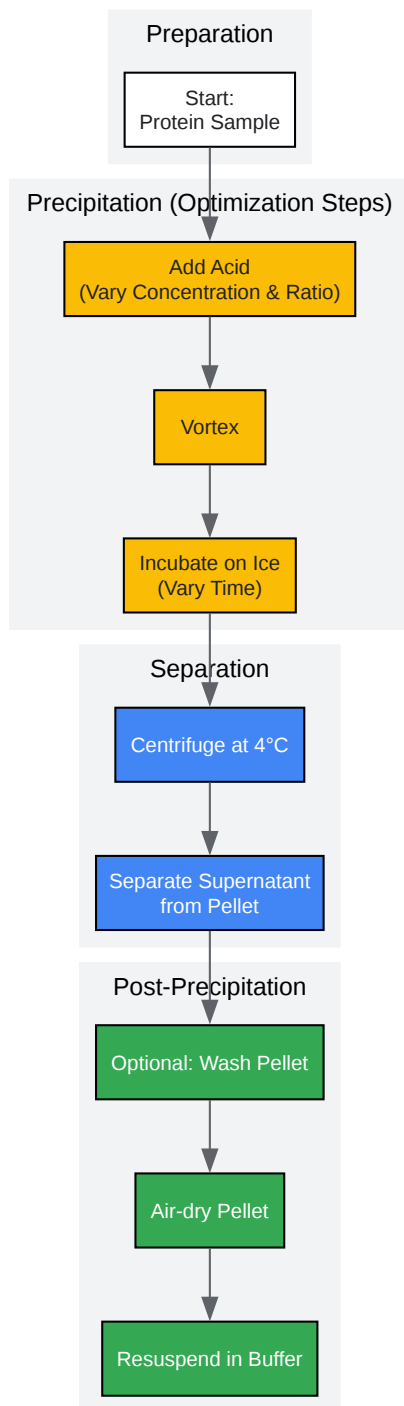 Preparation
Start:
Protein Sample
Precipitation (Optimization Steps)
Add Acid
(Vary Concentration & Ratio)
Vortex
Incubate on Ice
(Vary Time)
Separation
Centrifuge at 4°C
Separate Supernatant
from Pellet
Post-Precipitation
Optional: Wash Pellet
Air-dry Pellet
Resuspend in Buffer